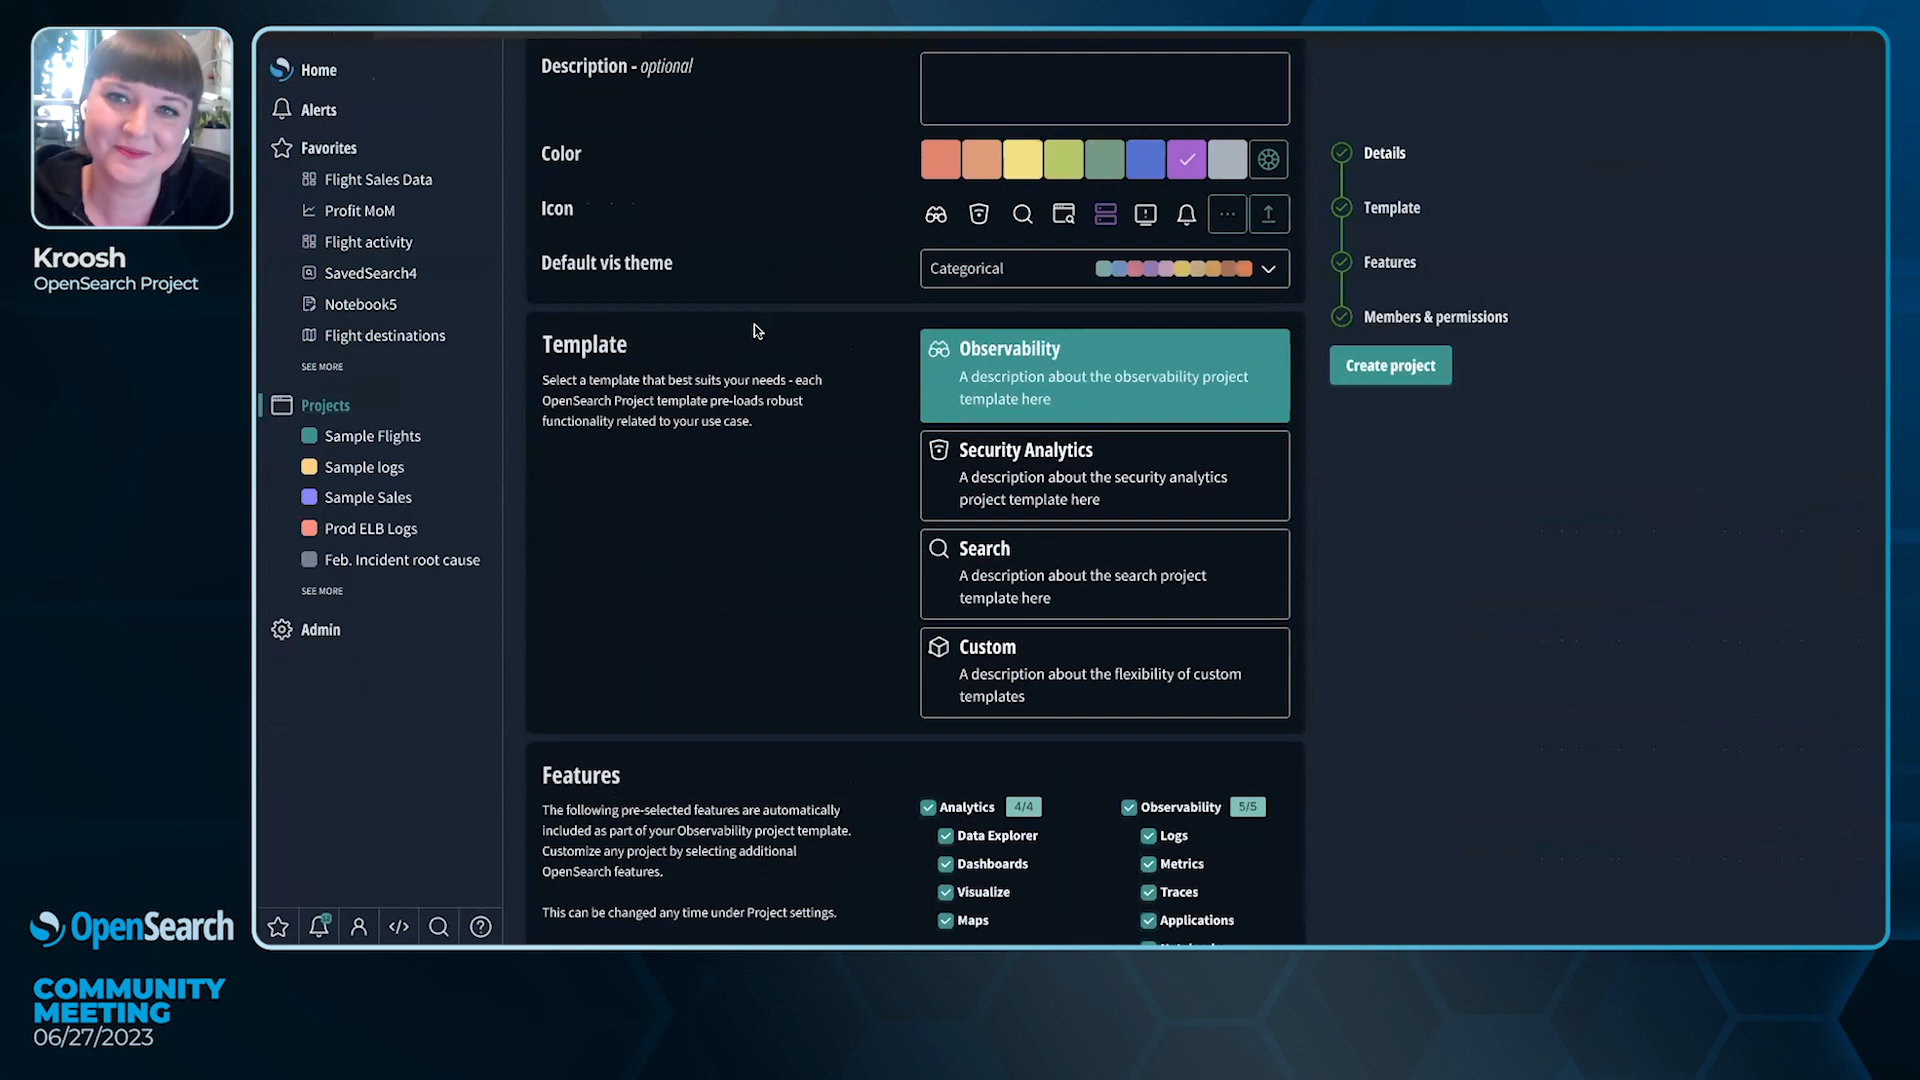 Kroosh
OpenSearch Project
OpenSearch
COMMUNITY
MEETING
06/27/2023
Home
Alerts
Favorites
Flight Sales Data
Profit MoM
Flight activity
SavedSearch4
Notebook5
Flight destinations
SEE MORE
Projects
Sample Flights
Sample logs
Sample Sales
Prod ELB Logs
Feb. Incident root cause
SEE MORE
Admin
Description - optional
Color
Icon
Default vis theme
Categorical
Template
Select a template that best suits your needs - each
OpenSearch Project template pre-loads robust
functionality related to your use case.
Observability
A description about the observability project
template here
Security Analytics
A description about the security analytics
project template here
Search
A description about the search project
template here
Custom
A description about the flexibility of custom
templates
Features
The following pre-selected features are automatically
included as part of your Observability project template.
Customize any project by selecting additional
OpenSearch features.
This can be changed any time under Project settings.
Analytics 4/4
Data Explorer
Dashboards
Visualize
Maps
Observability 5/5
Logs
Metrics
Traces
Applications
Details
Template
Features
Members & permissions
Create project